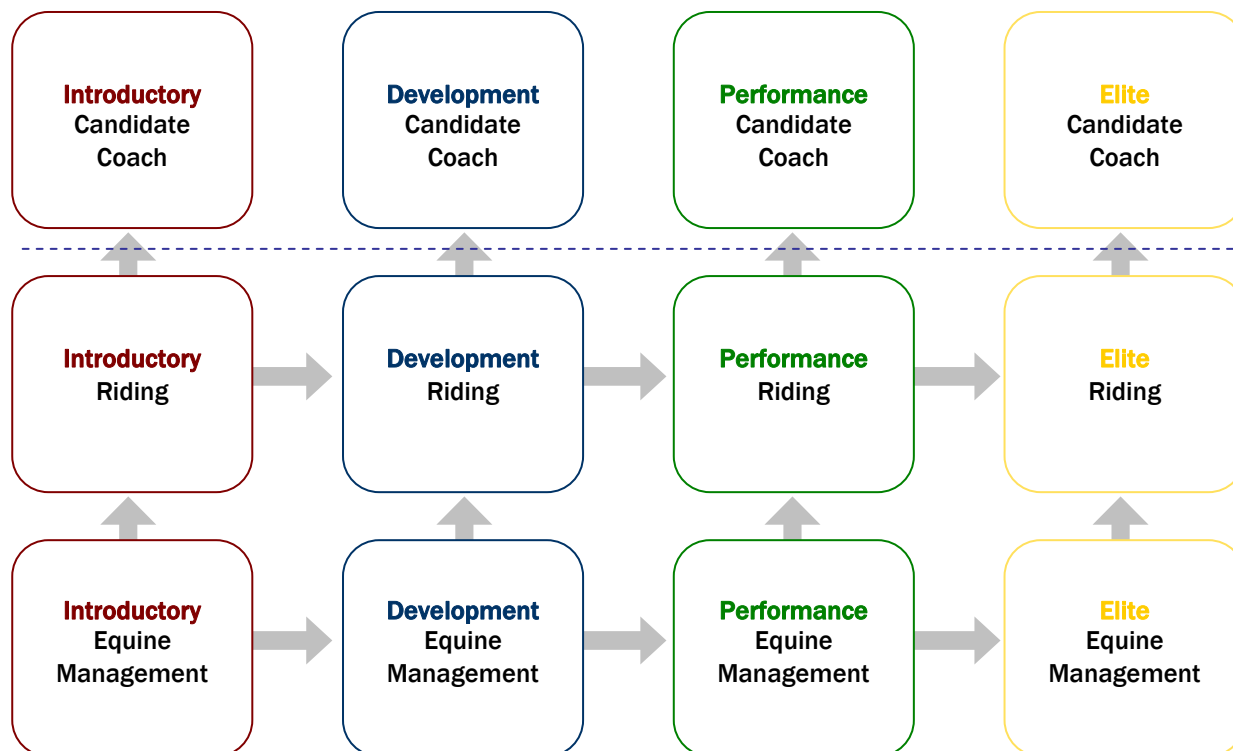 Introductory
Candidate
Coach
Development
Candidate
Coach
Performance
Candidate
Coach
Elite
Candidate
Coach
Introductory
Riding
Development
Riding
Performance
Riding
Elite
Riding
Introductory
Equine
Management
Development
Equine
Management
Performance
Equine
Management
Elite
Equine
Management